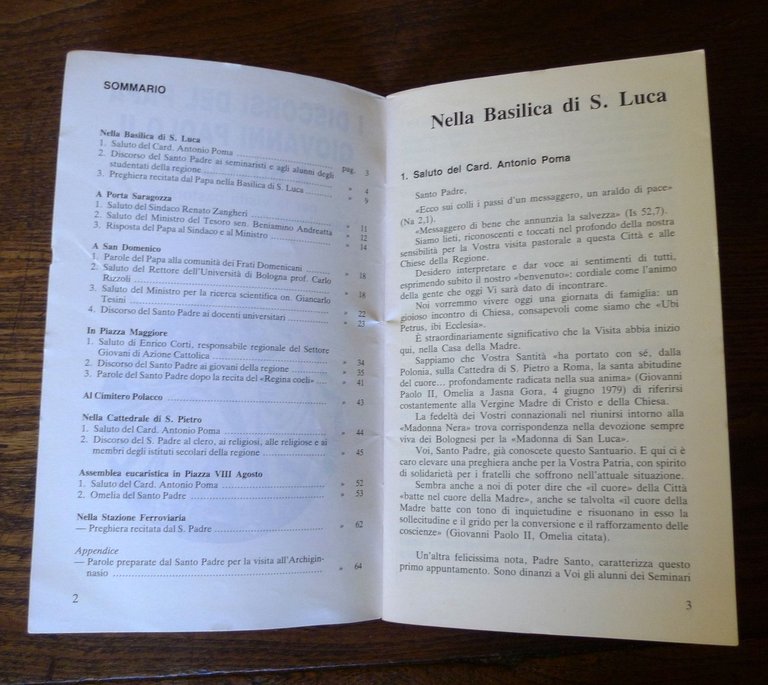 SOMMARIO
Nella Basilica di S. Luca
1. Saluto del Card. Antonio Poma ........ pag. 3
2. Discorso del Santo Padre ai seminaristi e agli alunni degli
studentati della regione ........ » 4
3. Preghiera recitata dal Papa nella Basilica di S. Luca ........ » 9
A Porta Saragozza
1. Saluto del Sindaco Renato Zangheri ........ » 11
2. Saluto del Ministro del Tesoro sen. Beniamino Andreatta » 12
3. Risposta del Papa al Sindaco e al Ministro ........ » 14
A San Domenico
1. Parole del Papa alla comunità dei Frati Domenicani ........ » 18
2. Saluto del Rettore dell'Università di Bologna prof. Carlo
Rizzoli ........ » 18
3. Saluto del Ministro per la ricerca scientifica on. Giancarlo
Tesini ........ » 22
4. Discorso del Santo Padre ai docenti universitari ........ » 23
In Piazza Maggiore
1. Saluto di Enrico Corti, responsabile regionale del Settore
Giovani di Azione Cattolica ........ » 34
2. Discorso del Santo Padre ai giovani della regione ........ » 35
3. Parole del Santo Padre dopo la recita del «Regina coeli» ... » 41
Al Cimitero Polacco ........ » 43
Nella Cattedrale di S. Pietro
1. Saluto del Card. Antonio Poma ........ » 44
2. Discorso del S. Padre al clero, ai religiosi, alle religiose e ai
membri degli istituti secolari della regione ........ » 45
Assemblea eucaristica in Piazza VIII Agosto
1. Saluto del Card. Antonio Poma ........ » 52
2. Omelia del Santo Padre ........ » 53
Nella Stazione Ferroviaria
— Preghiera recitata dal S. Padre ........ » 62
Appendice
— Parole preparate dal Santo Padre per la visita all'Archigin-
nasio ........ » 64
2
Nella Basilica di S. Luca
1. Saluto del Card. Antonio Poma
Santo Padre,
«Ecco sui colli i passi d'un messaggero, un araldo di pace»
(Na 2,1).
«Messaggero di bene che annunzia la salvezza» (Is 52,7).
Siamo lieti, riconoscenti e toccati nel profondo della nostra
sensibilità per la Vostra visita pastorale a questa Città e alle
Chiese della Regione.
Desidero interpretare e dar voce ai sentimenti di tutti,
esprimendo subito il nostro «benvenuto»: cordiale come l'animo
della gente che oggi Vi sarà dato di incontrare.
Noi vorremmo vivere oggi una giornata di famiglia: un
gioioso incontro di Chiesa, consapevoli come siamo che «Ubi
Petrus, ibi Ecclesia».
È straordinariamente significativo che la Visita abbia inizio
qui, nella Casa della Madre.
Sappiamo che Vostra Santità «ha portato con sé, dalla
Polonia, sulla Cattedra di S. Pietro a Roma, la santa abitudine
del cuore... profondamente radicata nella sua anima» (Giovanni
Paolo II, Omelia a Jasna Gora, 4 giugno 1979) di riferirsi
costantemente alla Vergine Madre di Cristo e della Chiesa.
La fedeltà dei Vostri connazionali nel riunirsi intorno alla
«Madonna Nera» trova corrispondenza nella devozione sempre
viva dei Bolognesi per la «Madonna di San Luca».
Voi, Santo Padre, già conoscete questo Santuario. E qui ci è
caro elevare una preghiera anche per la Vostra Patria, con spirito
di solidarietà per i fratelli che soffrono nell'attuale situazione.
Sembra anche a noi di poter dire che «il cuore» della Città
«batte nel cuore della Madre», anche se talvolta «il cuore della
Madre batte con tono di inquietudine e risuonano in esso la
sollecitudine e il grido per la conversione e il rafforzamento delle
coscienze» (Giovanni Paolo II, Omelia citata).
Un'altra felicissima nota, Padre Santo, caratterizza questo
primo appuntamento. Sono dinanzi a Voi gli alunni dei Seminari
3